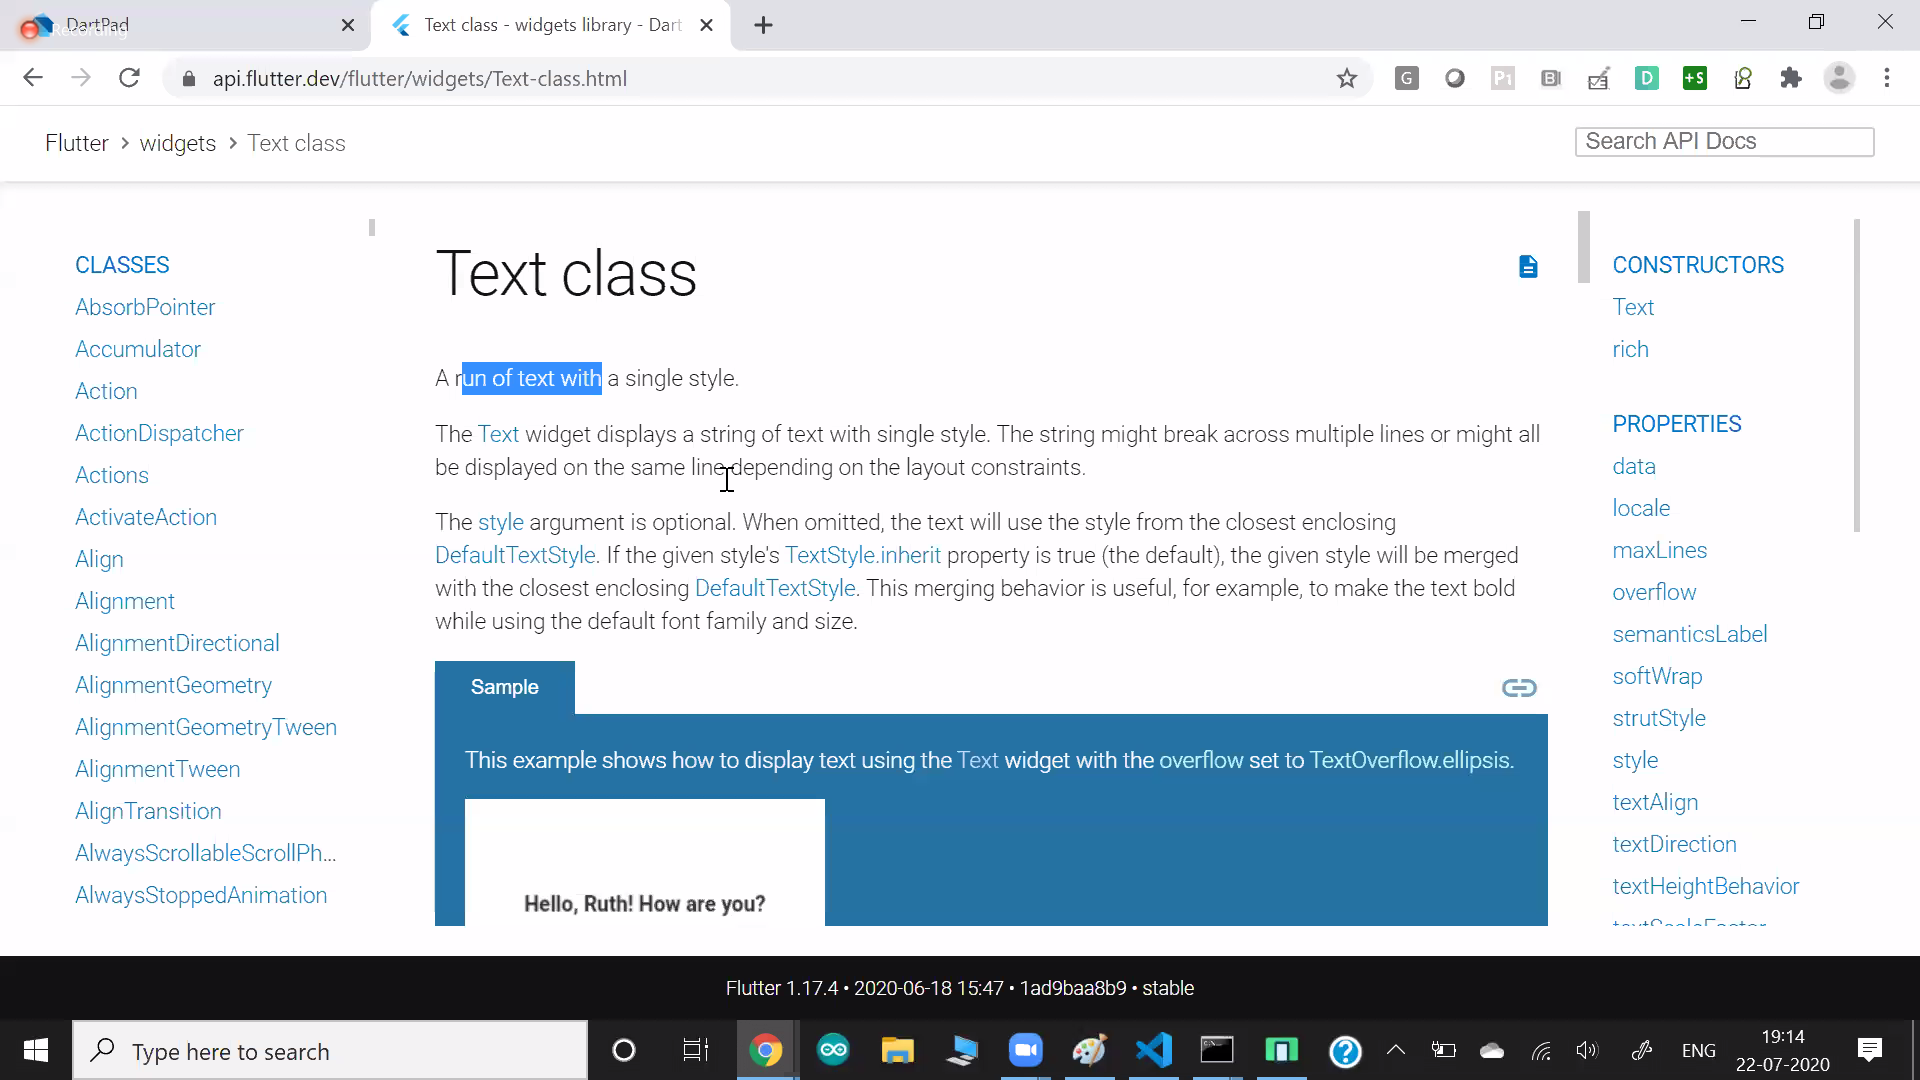 DartPad
Recording
Text class - widgets library - Dart
api.flutter.dev/flutter/widgets/Text-class.html
Flutter > widgets > Text class
Search API Docs
CLASSES
AbsorbPointer
Accumulator
Action
ActionDispatcher
Actions
ActivateAction
Align
Alignment
AlignmentDirectional
AlignmentGeometry
AlignmentGeometryTween
AlignmentTween
AlignTransition
AlwaysScrollableScrollPh...
AlwaysStoppedAnimation
Text class
A run of text with a single style.
The Text widget displays a string of text with single style. The string might break across multiple lines or might all
be displayed on the same line depending on the layout constraints.
The style argument is optional. When omitted, the text will use the style from the closest enclosing
DefaultTextStyle. If the given style's TextStyle.inherit property is true (the default), the given style will be merged
with the closest enclosing DefaultTextStyle. This merging behavior is useful, for example, to make the text bold
while using the default font family and size.
Sample
This example shows how to display text using the Text widget with the overflow set to TextOverflow.ellipsis.
Hello, Ruth! How are you?
CONSTRUCTORS
Text
rich
PROPERTIES
data
locale
maxLines
overflow
semanticsLabel
softWrap
strutStyle
style
textAlign
textDirection
textHeightBehavior
textScaleFactor
Flutter 1.17.4 • 2020-06-18 15:47 • 1ad9baa8b9 • stable
Type here to search
ENG
19:14
22-07-2020